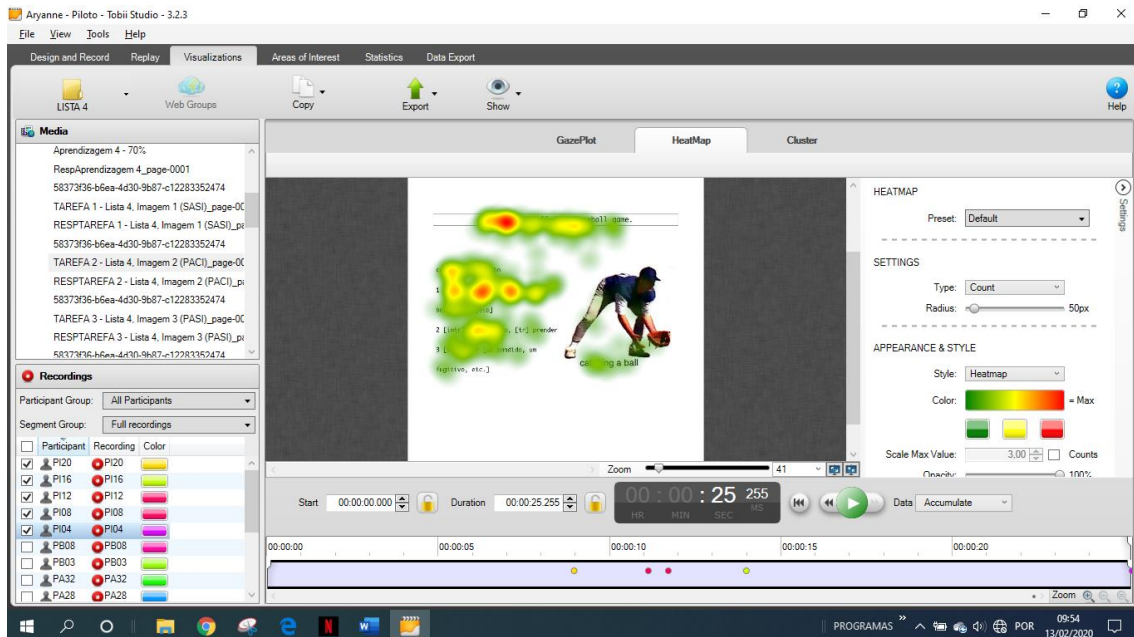 Aryanne - Piloto - Tobii Studio - 3.2.3
File View Tools Help
Design and Record Replay Visualizations Areas of Interest Statistics Data Export
LISTA 4 Web Groups Copy Export Show Help
Media
Aprendizagem 4 - 70%
RespAprendizagem 4_page-0001
58373f36-b6ea-4d30-9b87-c12283352474
TAREFA 1 - Lista 4, Imagem 1 (SASI)_page-00
RESPTAREFA 1 - Lista 4, Imagem 1 (SASI)_pa
58373f36-b6ea-4d30-9b87-c12283352474
TAREFA 2 - Lista 4, Imagem 2 (PACI)_page-00
RESPTAREFA 2 - Lista 4, Imagem 2 (PACI)_pa
58373f36-b6ea-4d30-9b87-c12283352474
TAREFA 3 - Lista 4, Imagem 3 (PASI)_page-00
RESPTAREFA 3 - Lista 4, Imagem 3 (PASI)_pa
58373f36-b6ea-4d30-9b87-c12283352474
Recordings
Participant Group: All Participants
Segment Group: Full recordings
Participant Recording Color
PI20 PI20
PI16 PI16
PI12 PI12
PI08 PI08
PI04 PI04
PB08 PB08
PB03 PB03
PA32 PA32
PA28 PA28
GazePlot HeatMap Cluster
game.
1
2 [tr] prender
3 um
fugitivo, etc.]
a ball
HEATMAP
Preset: Default
SETTINGS
Type: Count
Radius: 50px
APPEARANCE & STYLE
Style: Heatmap
Color: = Max
Scale Max Value: 3,00 Counts
Opacity: 100%
Settings
Zoom 41
Start 00:00:00.000 Duration 00:00:25.255 00 : 00 : 25 255 Data Accumulate
HR MIN SEC MS
00:00:00 00:00:05 00:00:10 00:00:15 00:00:20
Zoom
PROGRAMAS POR 09:54
13/02/2020